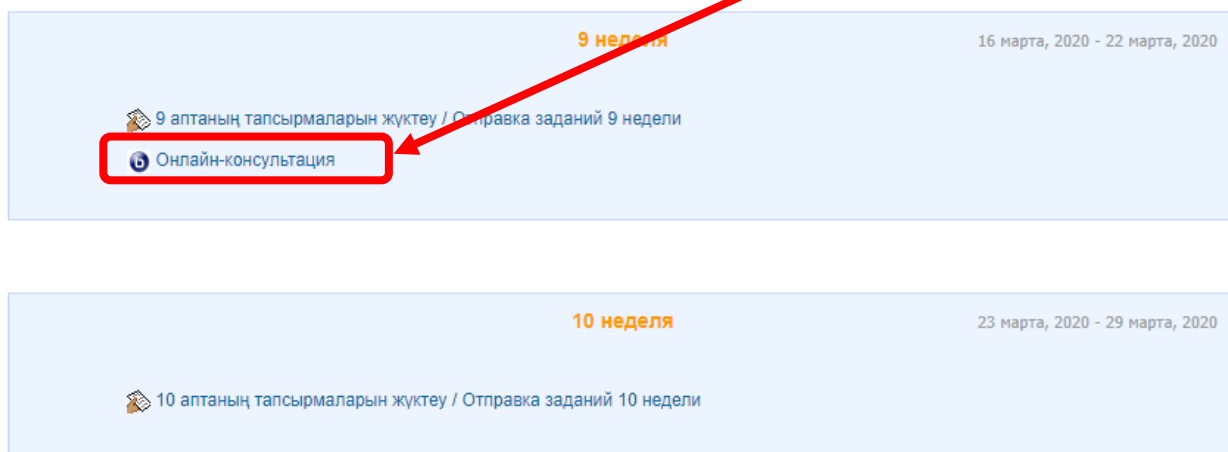 9 неделя
16 марта, 2020 - 22 марта, 2020
9 аптаның тапсырмаларын жүктеу / Отправка заданий 9 недели
Онлайн-консультация
10 неделя
23 марта, 2020 - 29 марта, 2020
10 аптаның тапсырмаларын жүктеу / Отправка заданий 10 недели